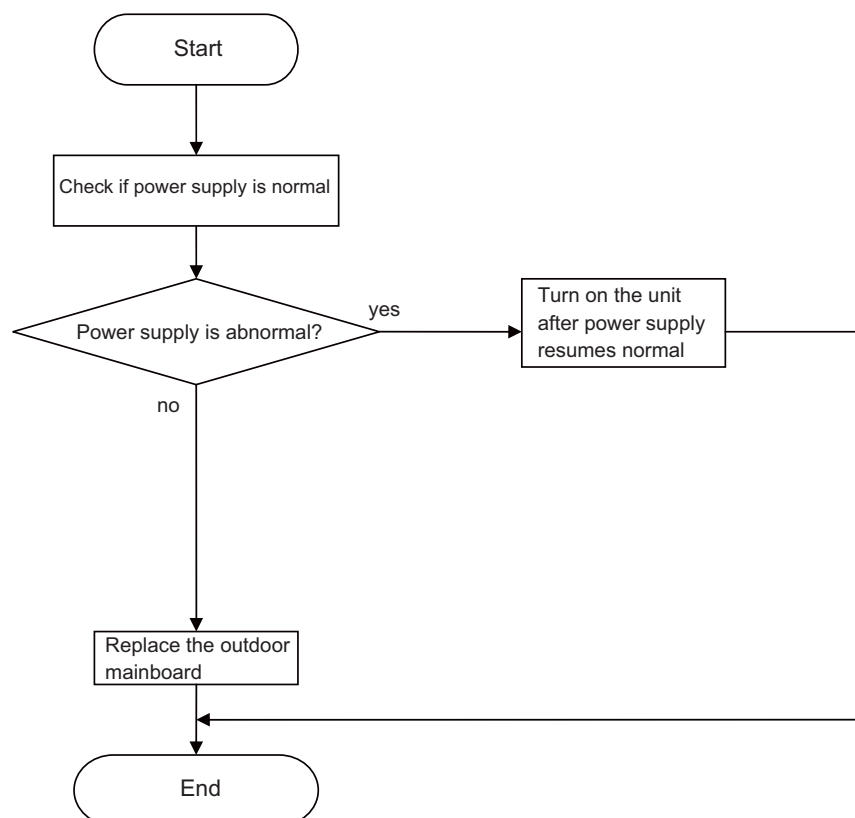 Start
Check if power supply is normal
Power supply is abnormal?
yes
Turn on the unit
after power supply
resumes normal
no
Replace the outdoor
mainboard
End